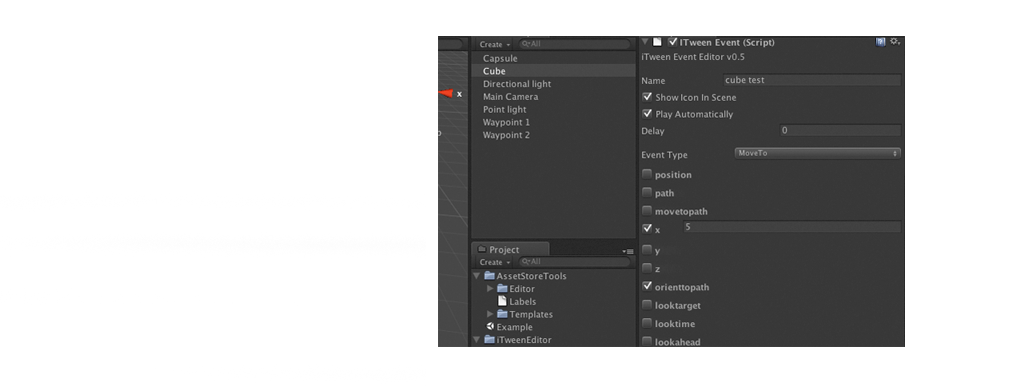 x
Create
All
Capsule
Cube
Directional light
Main Camera
Point light
Waypoint 1
Waypoint 2
Project
Create
All
AssetStoreTools
Editor
Labels
Templates
Example
iTweenEditor
ITween Event (Script)
iTween Event Editor v0.5
Name cube test
Show Icon In Scene
Play Automatically
Delay 0
Event Type MoveTo
position
path
movetopath
x 5
y
z
orienttopath
looktarget
looktime
lookahead